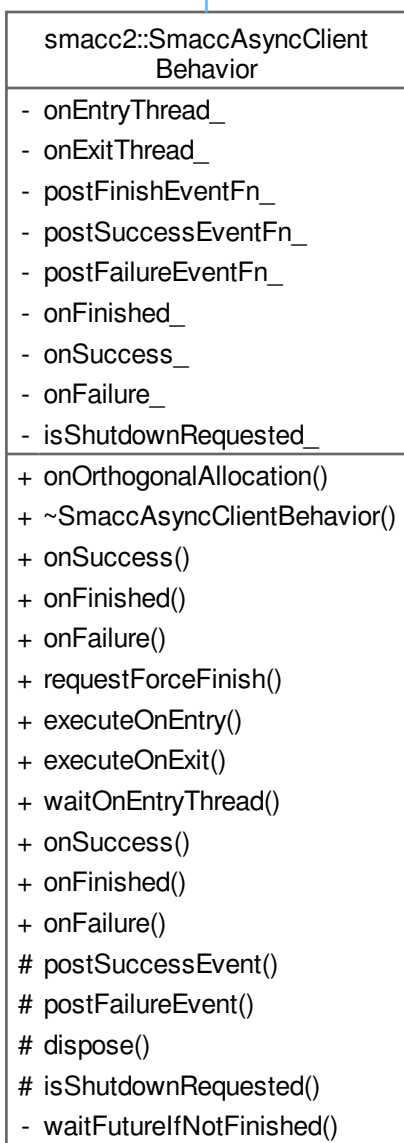 smacc2::SmaccAsyncClient
Behavior
- onEntryThread_
- onExitThread_
- postFinishEventFn_
- postSuccessEventFn_
- postFailureEventFn_
- onFinished_
- onSuccess_
- onFailure_
- isShutdownRequested_
+ onOrthogonalAllocation()
+ ~SmaccAsyncClientBehavior()
+ onSuccess()
+ onFinished()
+ onFailure()
+ requestForceFinish()
+ executeOnEntry()
+ executeOnExit()
+ waitOnEntryThread()
+ onSuccess()
+ onFinished()
+ onFailure()
# postSuccessEvent()
# postFailureEvent()
# dispose()
# isShutdownRequested()
- waitFutureIfNotFinished()